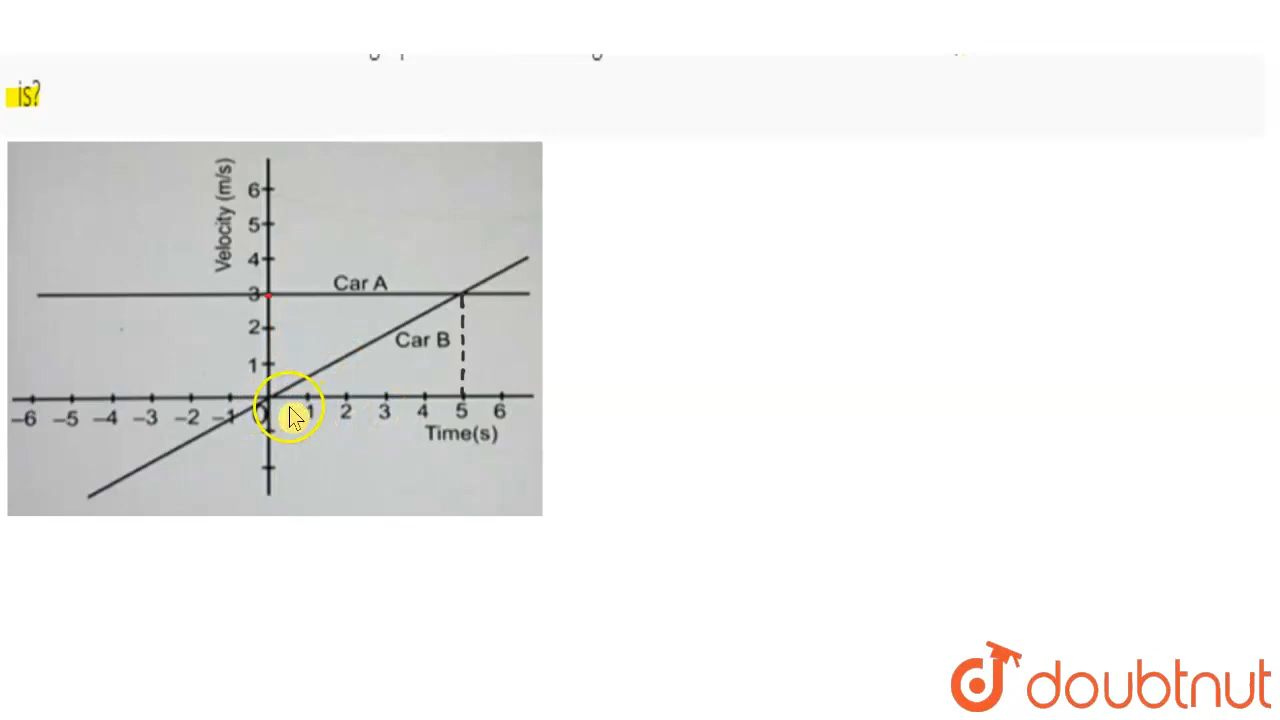 is?
Velocity (m/s)
6
5
4
3
2
1
Car A
Car B
–6 –5 –4 –3 –2 –1 0 1 2 3 4 5 6
Time(s)
doubtnut